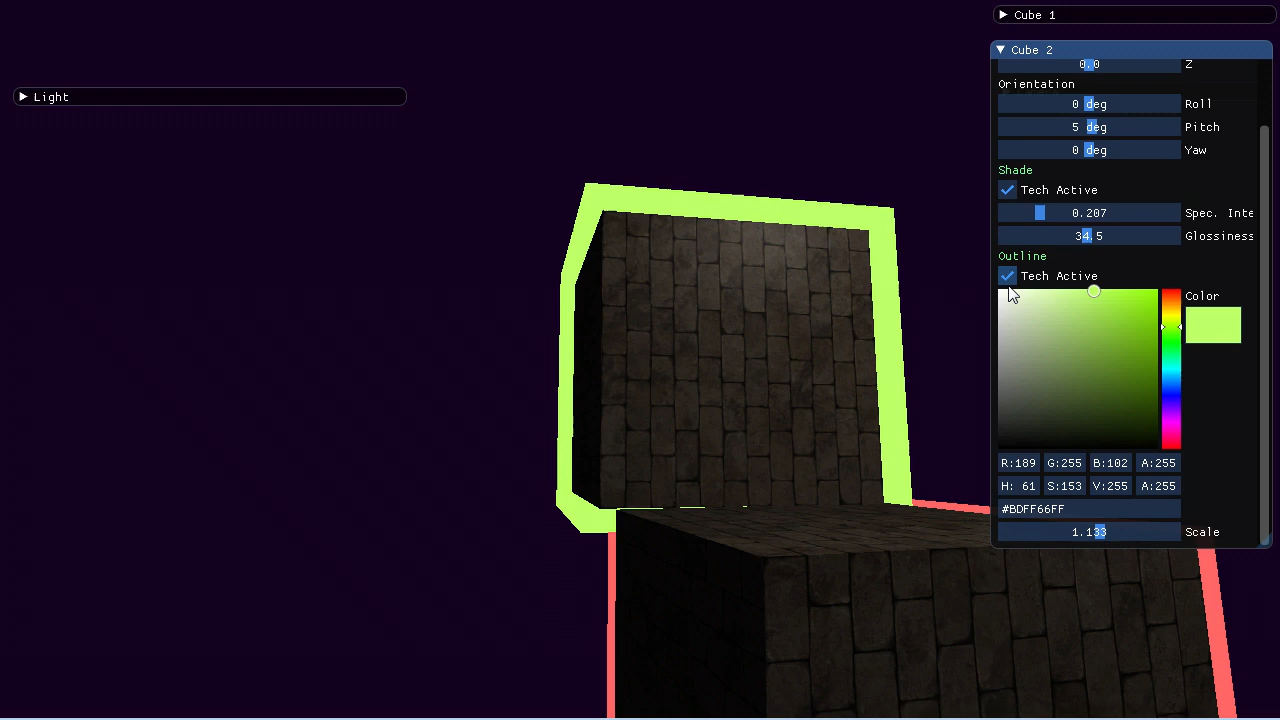 Cube 1
Cube 2
Light
0.0 Z
Orientation
0 deg Roll
5 deg Pitch
0 deg Yaw
Shade
Tech Active
0.207 Spec. Inte
34.5 Glossiness
Outline
Tech Active
Color
R:189 G:255 B:102 A:255
H: 61 S:153 V:255 A:255
#BDFF66FF
1.133 Scale